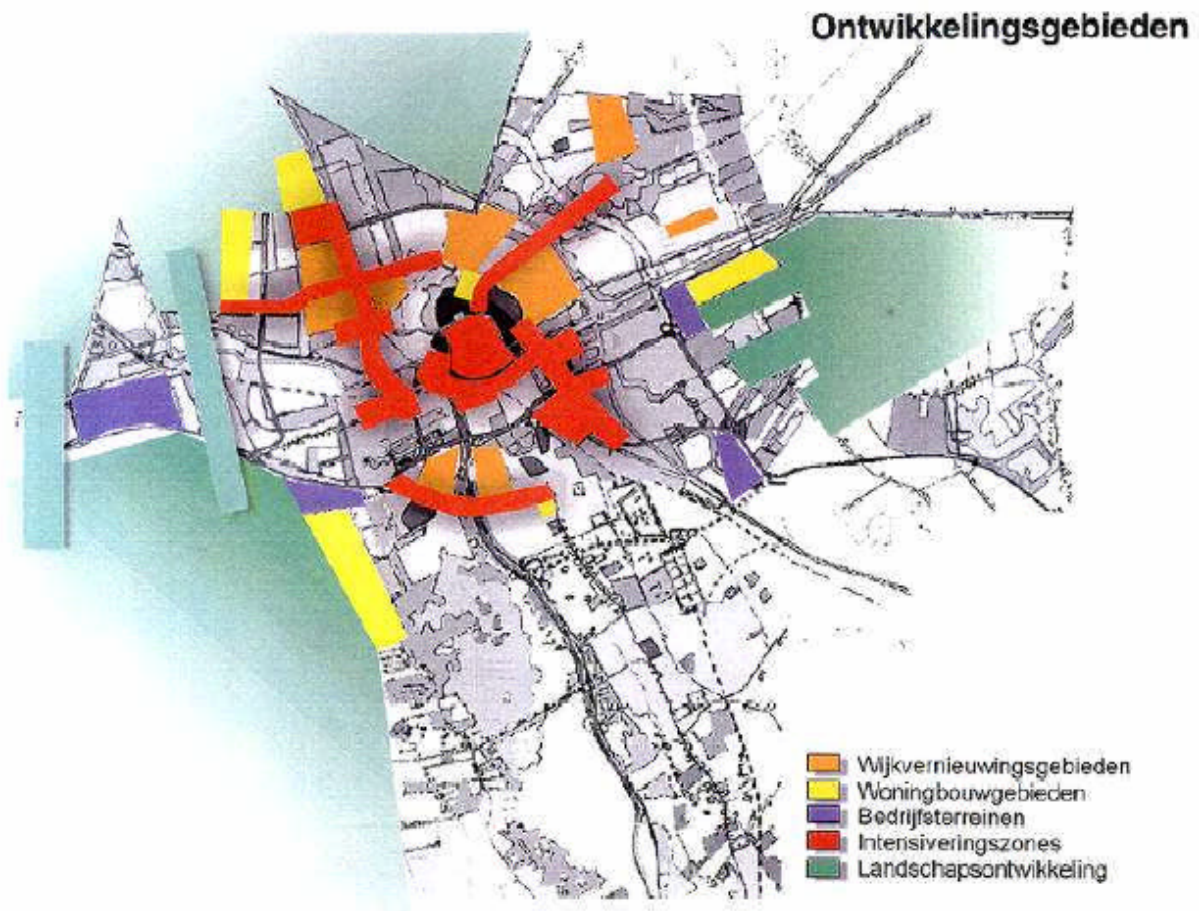 Ontwikkelingsgebieden
Wijkvernieuwingsgebieden
Woningbouwgebieden
Bedrijfsterreinen
Intensiveringszones
Landschapsontwikkeling